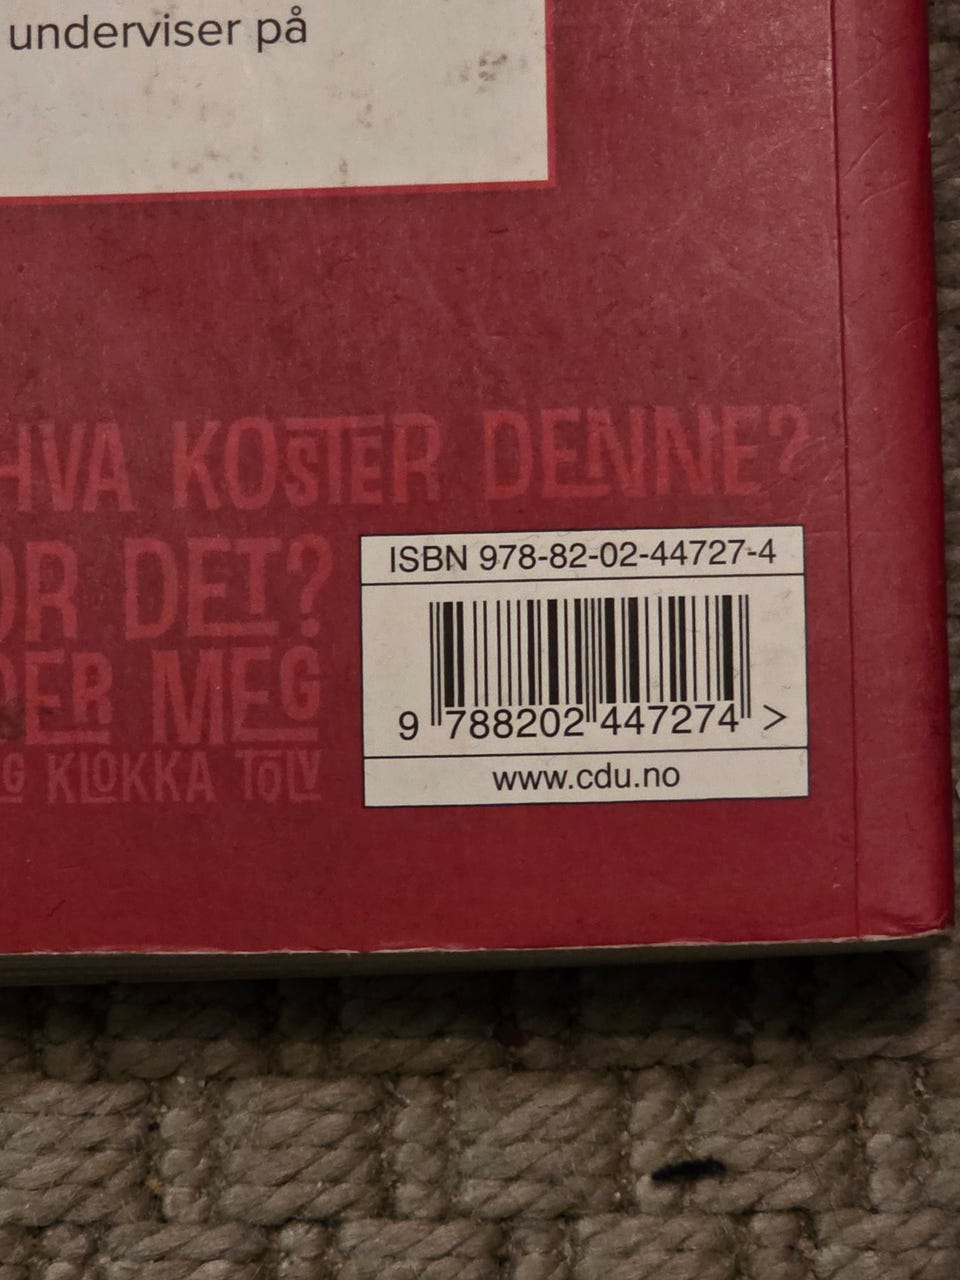 underviser på
HVA KOSTER DENNE?
OR DET?
DER MEG
G KLOKKA TOLV
ISBN 978-82-02-44727-4
9 788202 447274 >
www.cdu.no